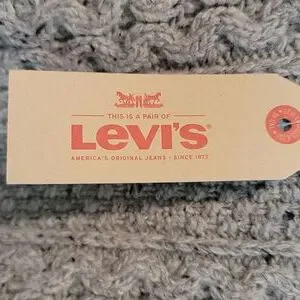 THIS IS A PAIR OF
Levi's®
AMERICA'S ORIGINAL JEANS - SINCE 1873